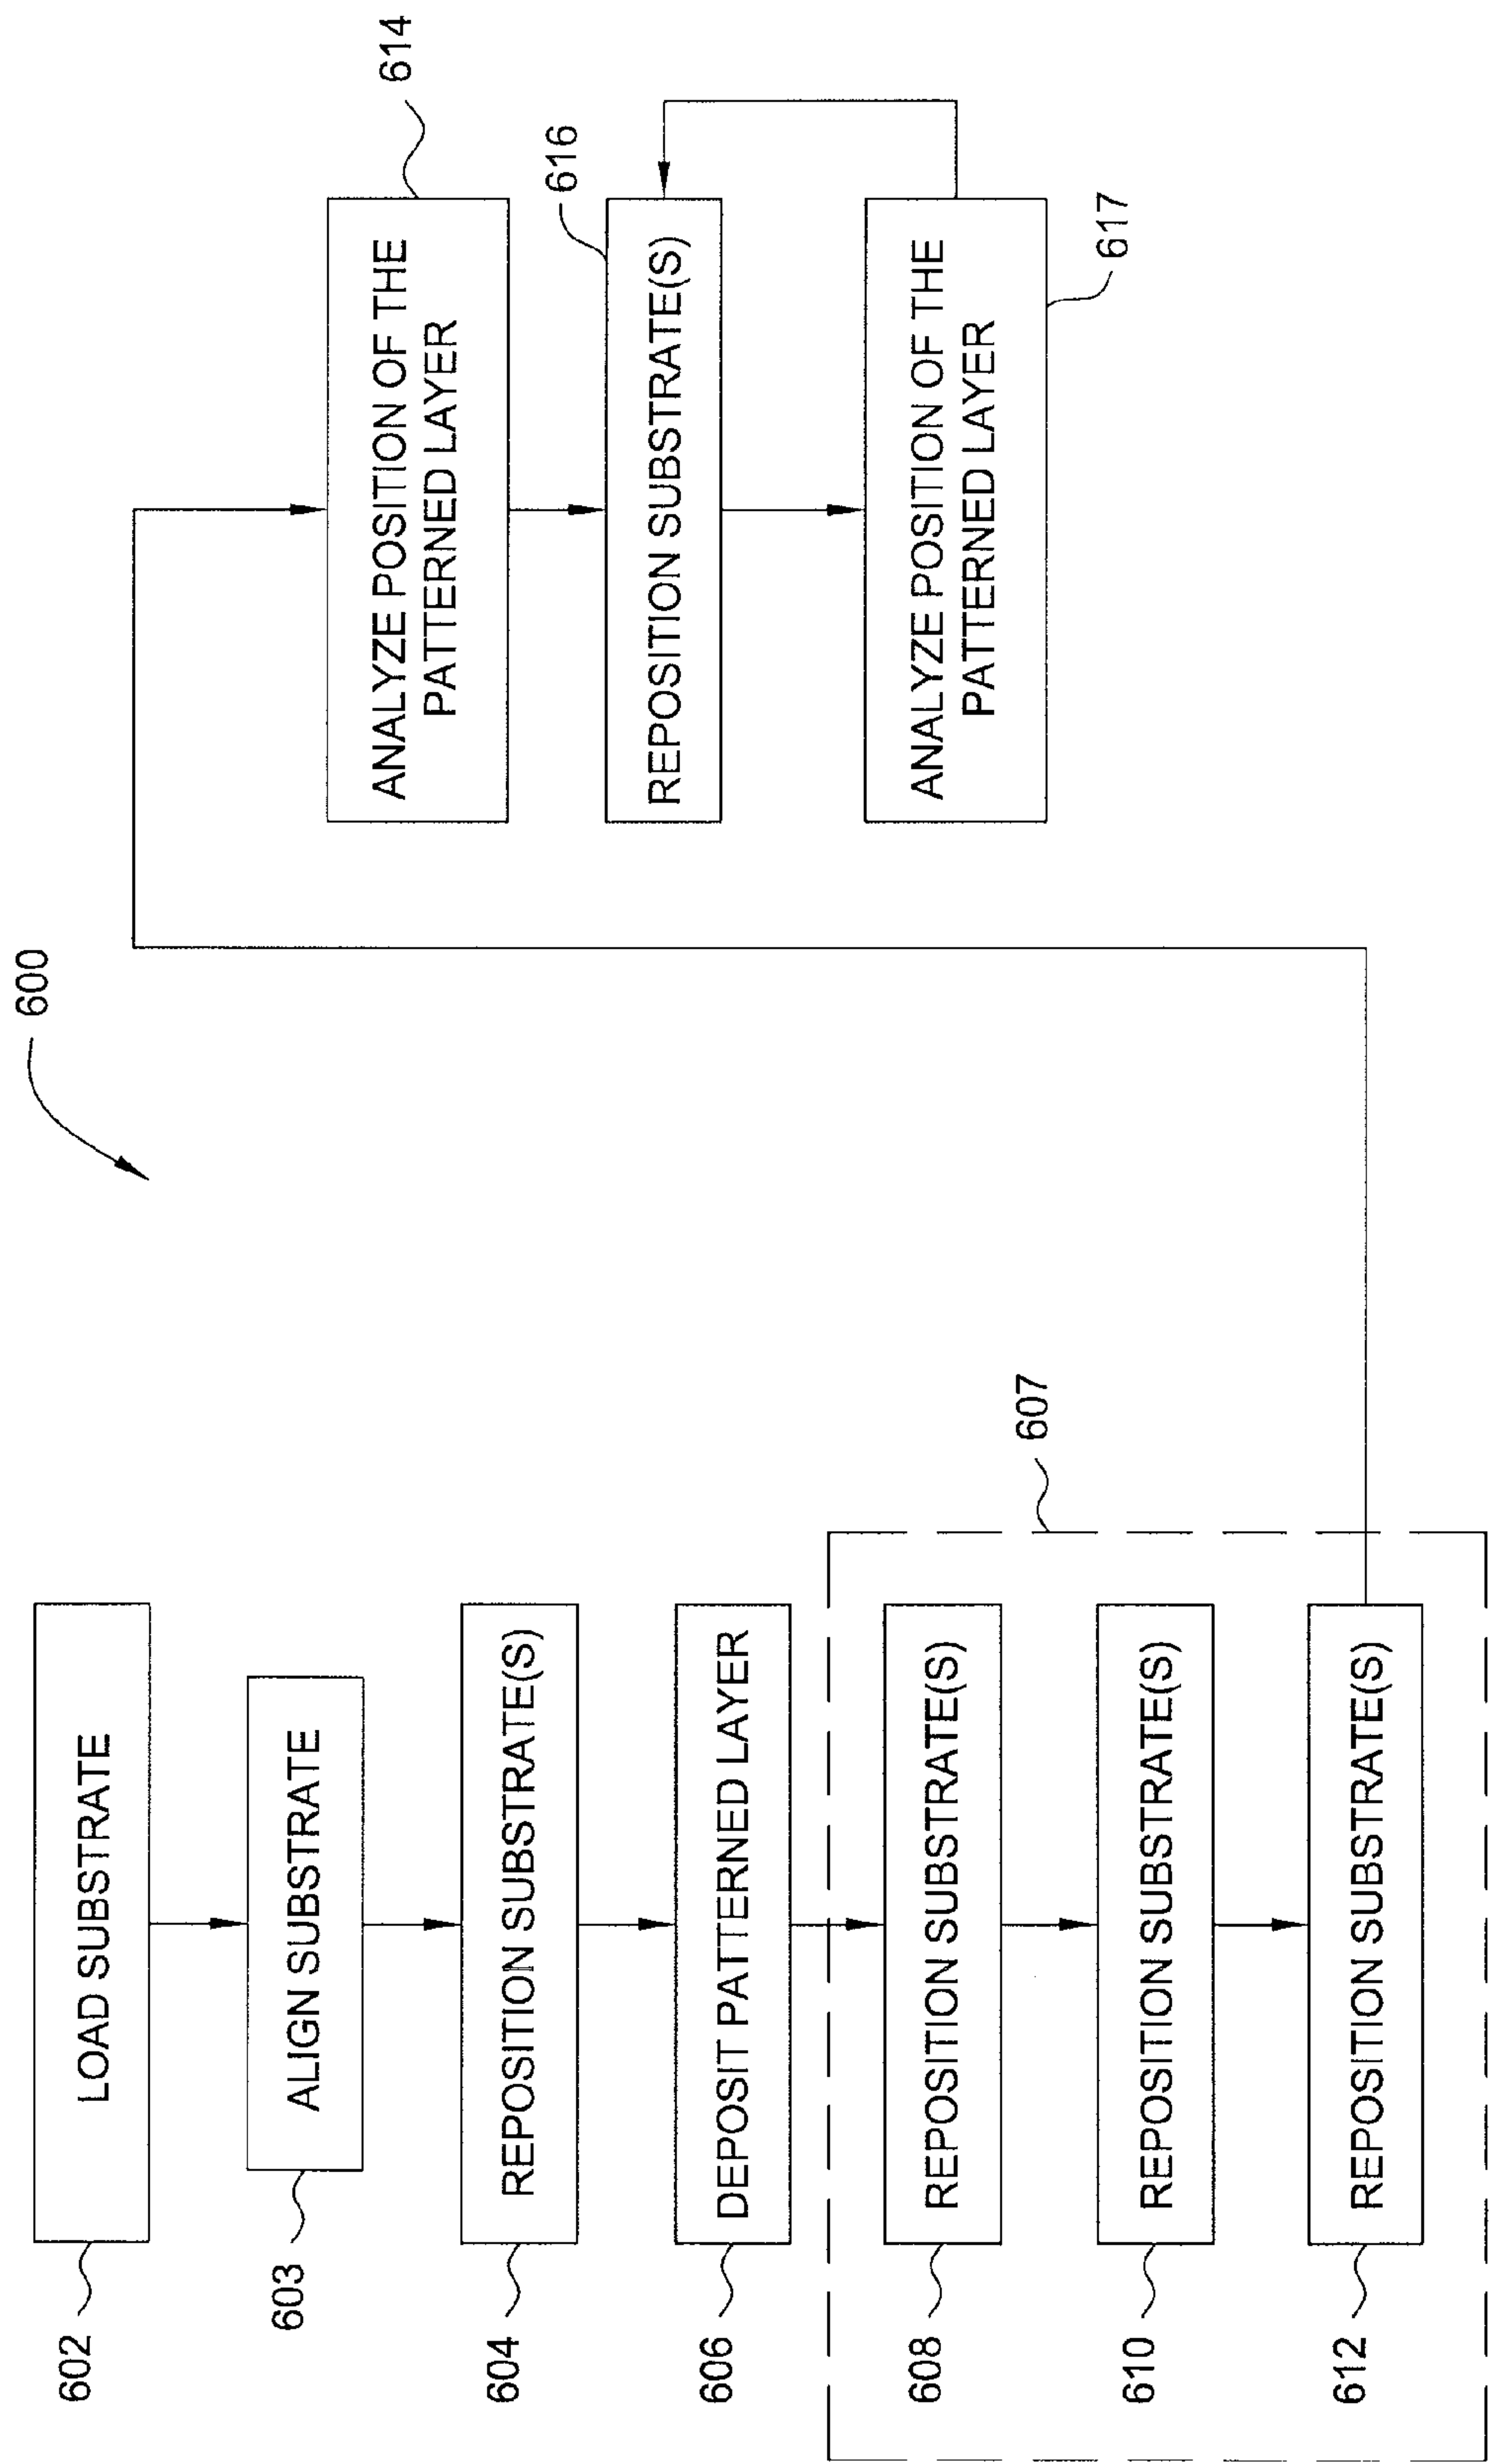 600
602
LOAD SUBSTRATE
603
ALIGN SUBSTRATE
604
REPOSITION SUBSTRATE(S)
606
DEPOSIT PATTERNED LAYER
607
608
REPOSITION SUBSTRATE(S)
610
REPOSITION SUBSTRATE(S)
612
REPOSITION SUBSTRATE(S)
614
ANALYZE POSITION OF THE
PATTERNED LAYER
616
REPOSITION SUBSTRATE(S)
ANALYZE POSITION OF THE
PATTERNED LAYER
617